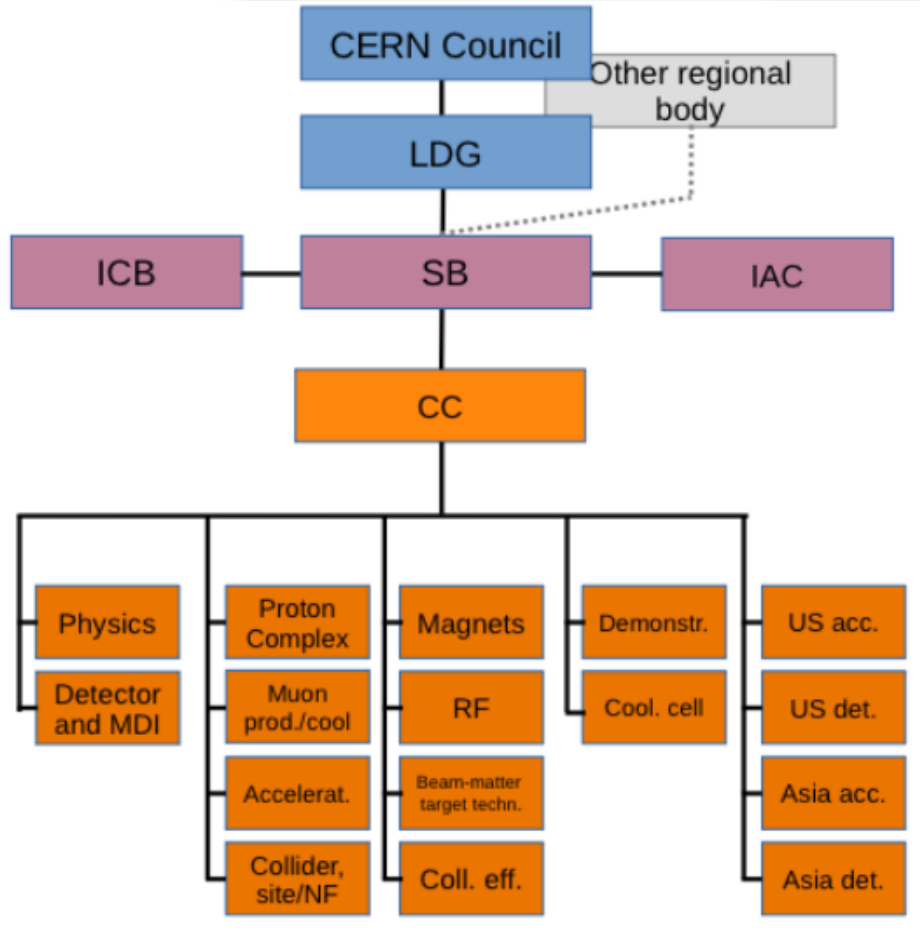 CERN Council
Other regional
body
LDG
ICB
SB
IAC
CC
Physics
Detector
and MDI
Proton
Complex
Muon
prod./cool
Accelerat.
Collider,
site/NF
Magnets
RF
Beam-matter
target techn.
Coll. eff.
Demonstr.
Cool. cell
US acc.
US det.
Asia acc.
Asia det.